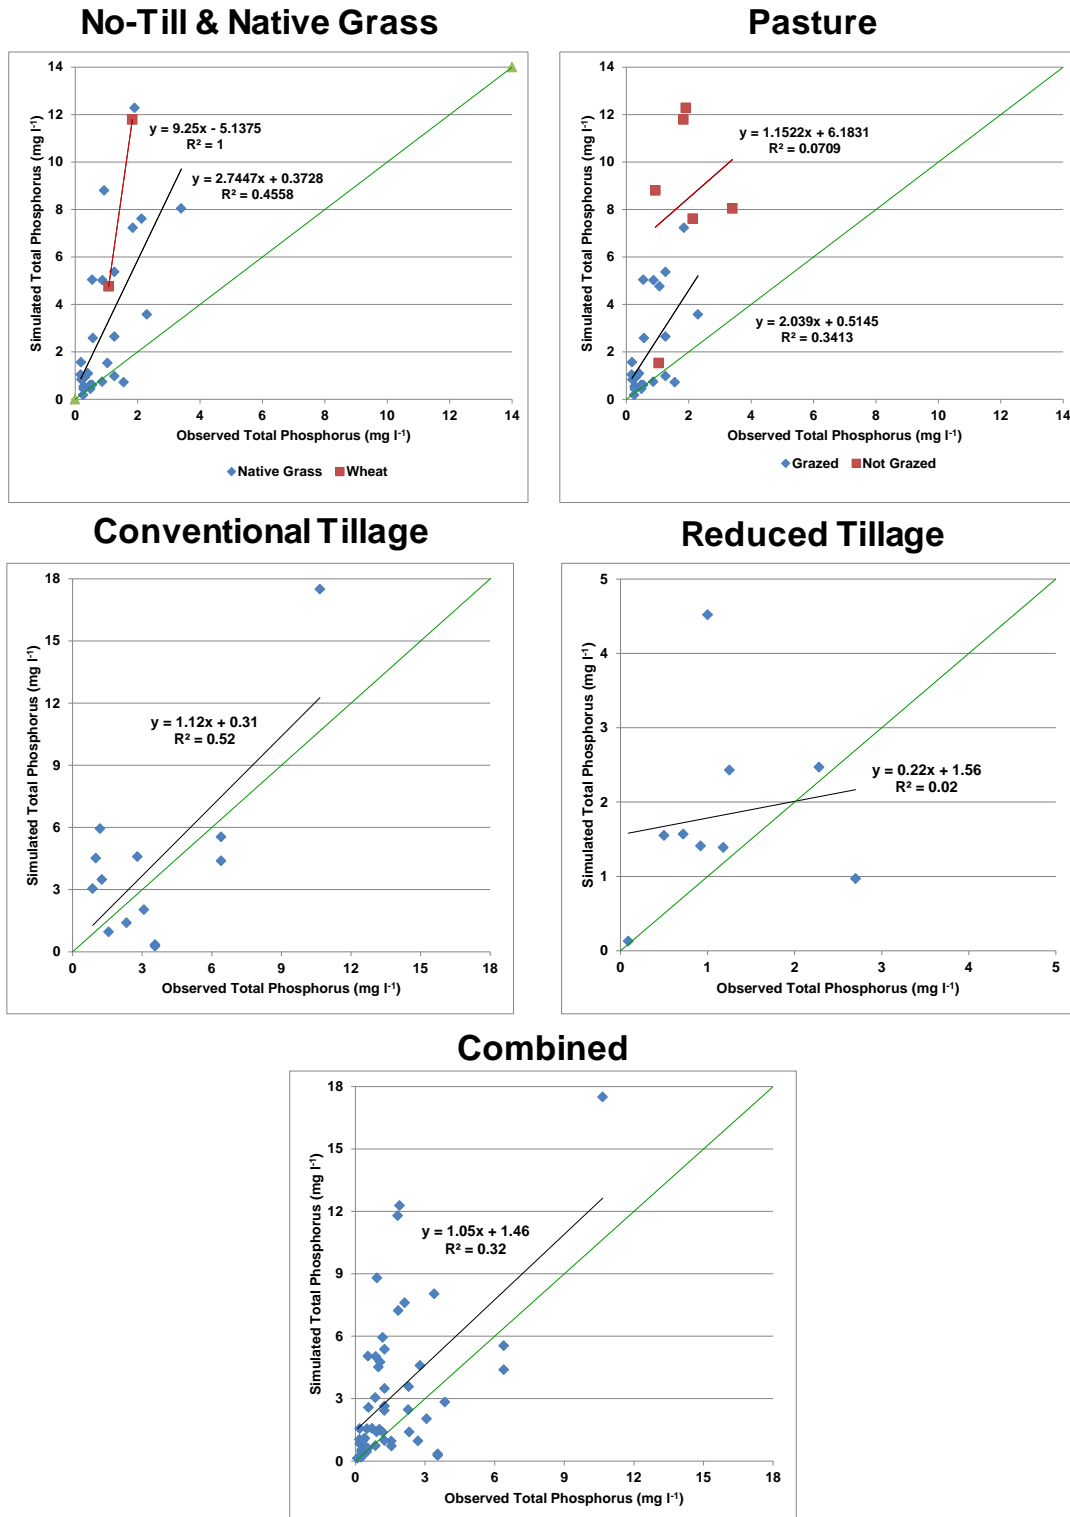 No-Till & Native Grass
14
12
10
8
6
4
2
0
0 2 4 6 8 10 12 14
Simulated Total Phosphorus (mg l-1)
Observed Total Phosphorus (mg l-1)
y = 9.25x - 5.1375
R² = 1
y = 2.7447x + 0.3728
R² = 0.4558
Native Grass Wheat
Pasture
14
12
10
8
6
4
2
0
0 2 4 6 8 10 12 14
Simulated Total Phosphorus (mg l-1)
Observed Total Phosphorus (mg l-1)
y = 1.1522x + 6.1831
R² = 0.0709
y = 2.039x + 0.5145
R² = 0.3413
Grazed Not Grazed
Conventional Tillage
18
15
12
9
6
3
0
0 3 6 9 12 15 18
Simulated Total Phosphorus (mg l-1)
Observed Total Phosphorus (mg l-1)
y = 1.12x + 0.31
R² = 0.52
Reduced Tillage
5
4
3
2
1
0
0 1 2 3 4 5
Simulated Total Phosphorus (mg l-1)
Observed Total Phosphorus (mg l-1)
y = 0.22x + 1.56
R² = 0.02
Combined
18
15
12
9
6
3
0
0 3 6 9 12 15 18
Simulated Total Phosphorus (mg l-1)
Observed Total Phosphorus (mg l-1)
y = 1.05x + 1.46
R² = 0.32